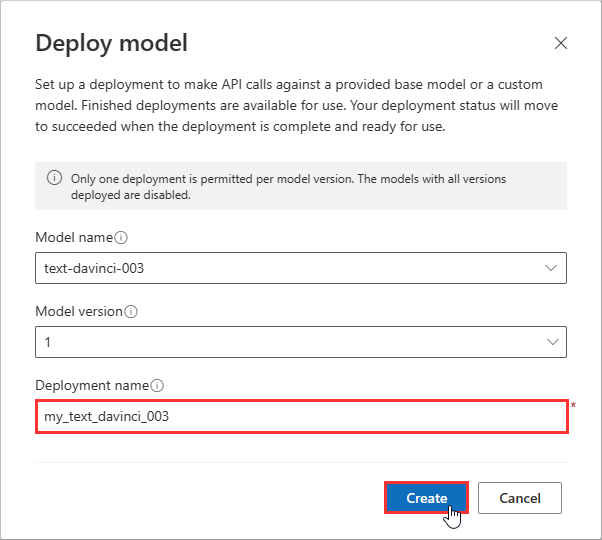 Deploy model
Set up a deployment to make API calls against a provided base model or a custom
model. Finished deployments are available for use. Your deployment status will move
to succeeded when the deployment is complete and ready for use.
Only one deployment is permitted per model version. The models with all versions
deployed are disabled.
Model name
text-davinci-003
Model version
1
Deployment name
my_text_davinci_003
*
Create
Cancel